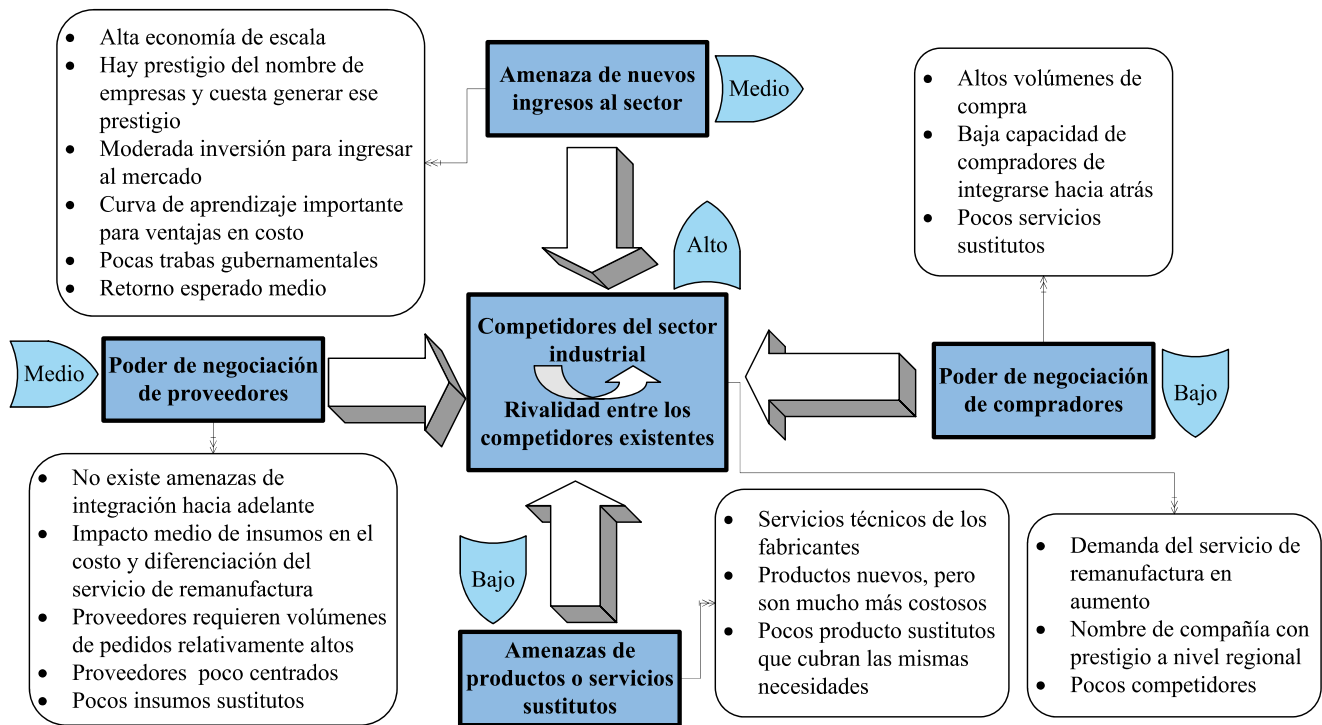 Alta economía de escala
Hay prestigio del nombre de
empresas y cuesta generar ese
prestigio
Moderada inversión para ingresar
al mercado
Curva de aprendizaje importante
para ventajas en costo
Pocas trabas gubernamentales
Retorno esperado medio
Amenaza de nuevos
ingresos al sector
Medio
Altos volúmenes de
compra
Baja capacidad de
compradores de
integrarse hacia atrás
Pocos servicios
sustitutos
Alto
Medio
Poder de negociación
de proveedores
Competidores del sector
industrial
Rivalidad entre los
competidores existentes
Poder de negociación
de compradores
Bajo
No existe amenazas de
integración hacia adelante
Impacto medio de insumos en el
costo y diferenciación del
servicio de remanufactura
Proveedores requieren volúmenes
de pedidos relativamente altos
Proveedores poco centrados
Pocos insumos sustitutos
Bajo
Amenazas de
productos o servicios
sustitutos
Servicios técnicos de los
fabricantes
Productos nuevos, pero
son mucho más costosos
Pocos producto sustitutos
que cubran las mismas
necesidades
Demanda del servicio de
remanufactura en
aumento
Nombre de compañía con
prestigio a nivel regional
Pocos competidores